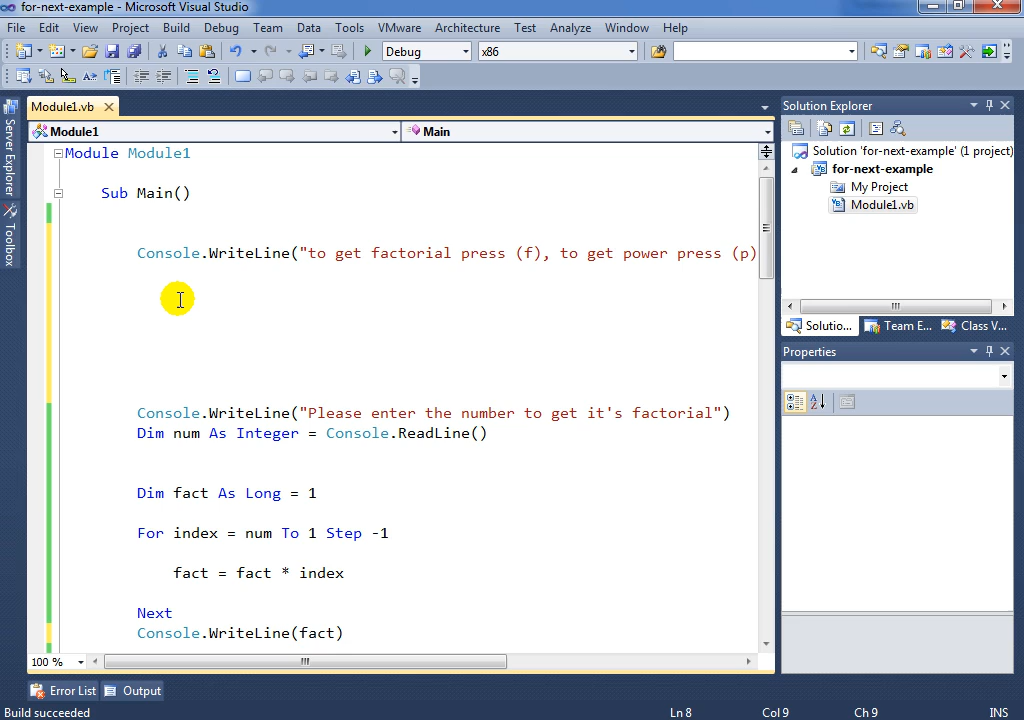 for-next-example - Microsoft Visual Studio
File Edit View Project Build Debug Team Data Tools VMware Architecture Test Analyze Window Help
Debug x86
Module1.vb
Solution Explorer
Module1 Main
Module Module1
Solution 'for-next-example' (1 project)
for-next-example
My Project
Module1.vb
Server Explorer
Toolbox
Sub Main()
Console.WriteLine("to get factorial press (f), to get power press (p)
Solutio... Team E... Class V...
Properties
Console.WriteLine("Please enter the number to get it's factorial")
Dim num As Integer = Console.ReadLine()
Dim fact As Long = 1
For index = num To 1 Step -1
fact = fact * index
Next
Console.WriteLine(fact)
100 %
Error List Output
Build succeeded Ln 8 Col 9 Ch 9 INS